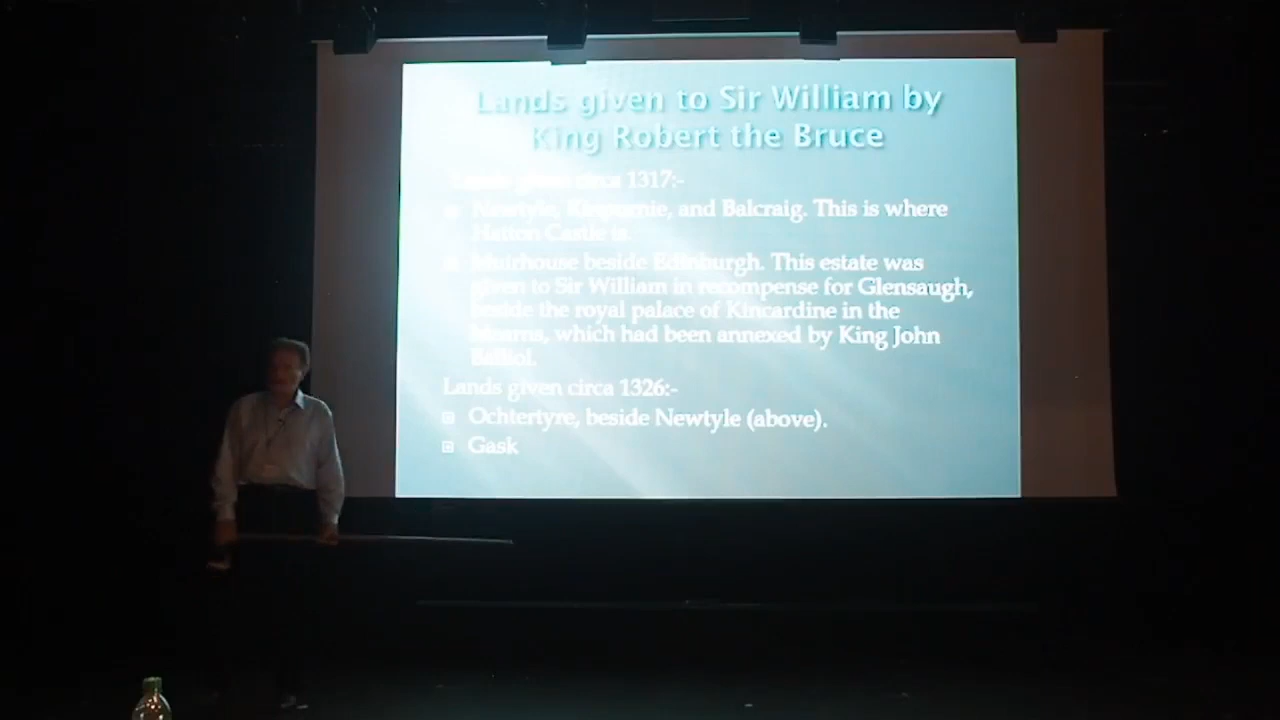 Lands given to Sir William by
King Robert the Bruce
Lands given circa 1317:-
Newtyle, Kinpurnie, and Balcraig. This is where
Hatton Castle is.
Muirhouse beside Edinburgh. This estate was
given to Sir William in recompense for Glensaugh,
beside the royal palace of Kincardine in the
Mearns, which had been annexed by King John
Balliol.
Lands given circa 1326:-
Ochtertyre, beside Newtyle (above).
Gask